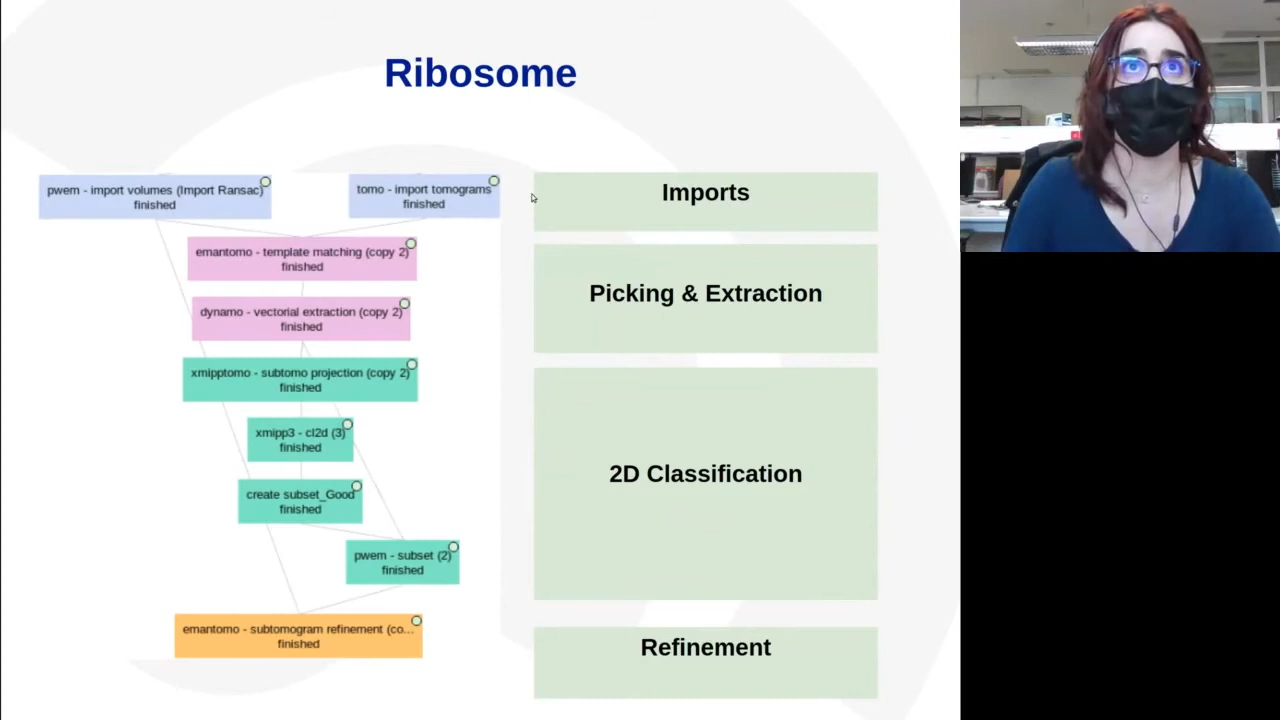 Ribosome
pwem - import volumes (Import Ransac)
finished
tomo - import tomograms
finished
Imports
emantomo - template matching (copy 2)
finished
dynamo - vectorial extraction (copy 2)
finished
Picking & Extraction
xmipptomo - subtomo projection (copy 2)
finished
xmipp3 - cl2d (3)
finished
create subset_Good
finished
pwem - subset (2)
finished
2D Classification
emantomo - subtomogram refinement (co...
finished
Refinement